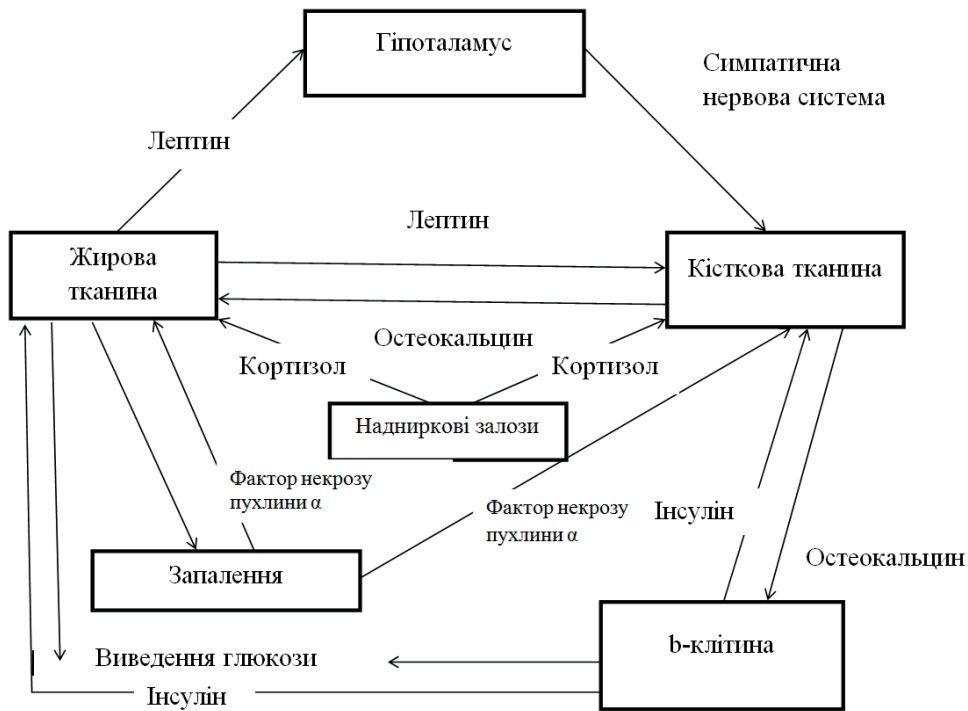 Гіпоталамус
Симпатична
нервова система
Лептин
Лептин
Жирова
тканина
Кісткова тканина
Остеокальцин
Кортизол
Кортизол
Надниркові залози
Фактор некрозу
пухлини α
Фактор некрозу
пухлини α
Інсулін
Остеокальцин
Запалення
b-клітина
Виведення глюкози
Інсулін